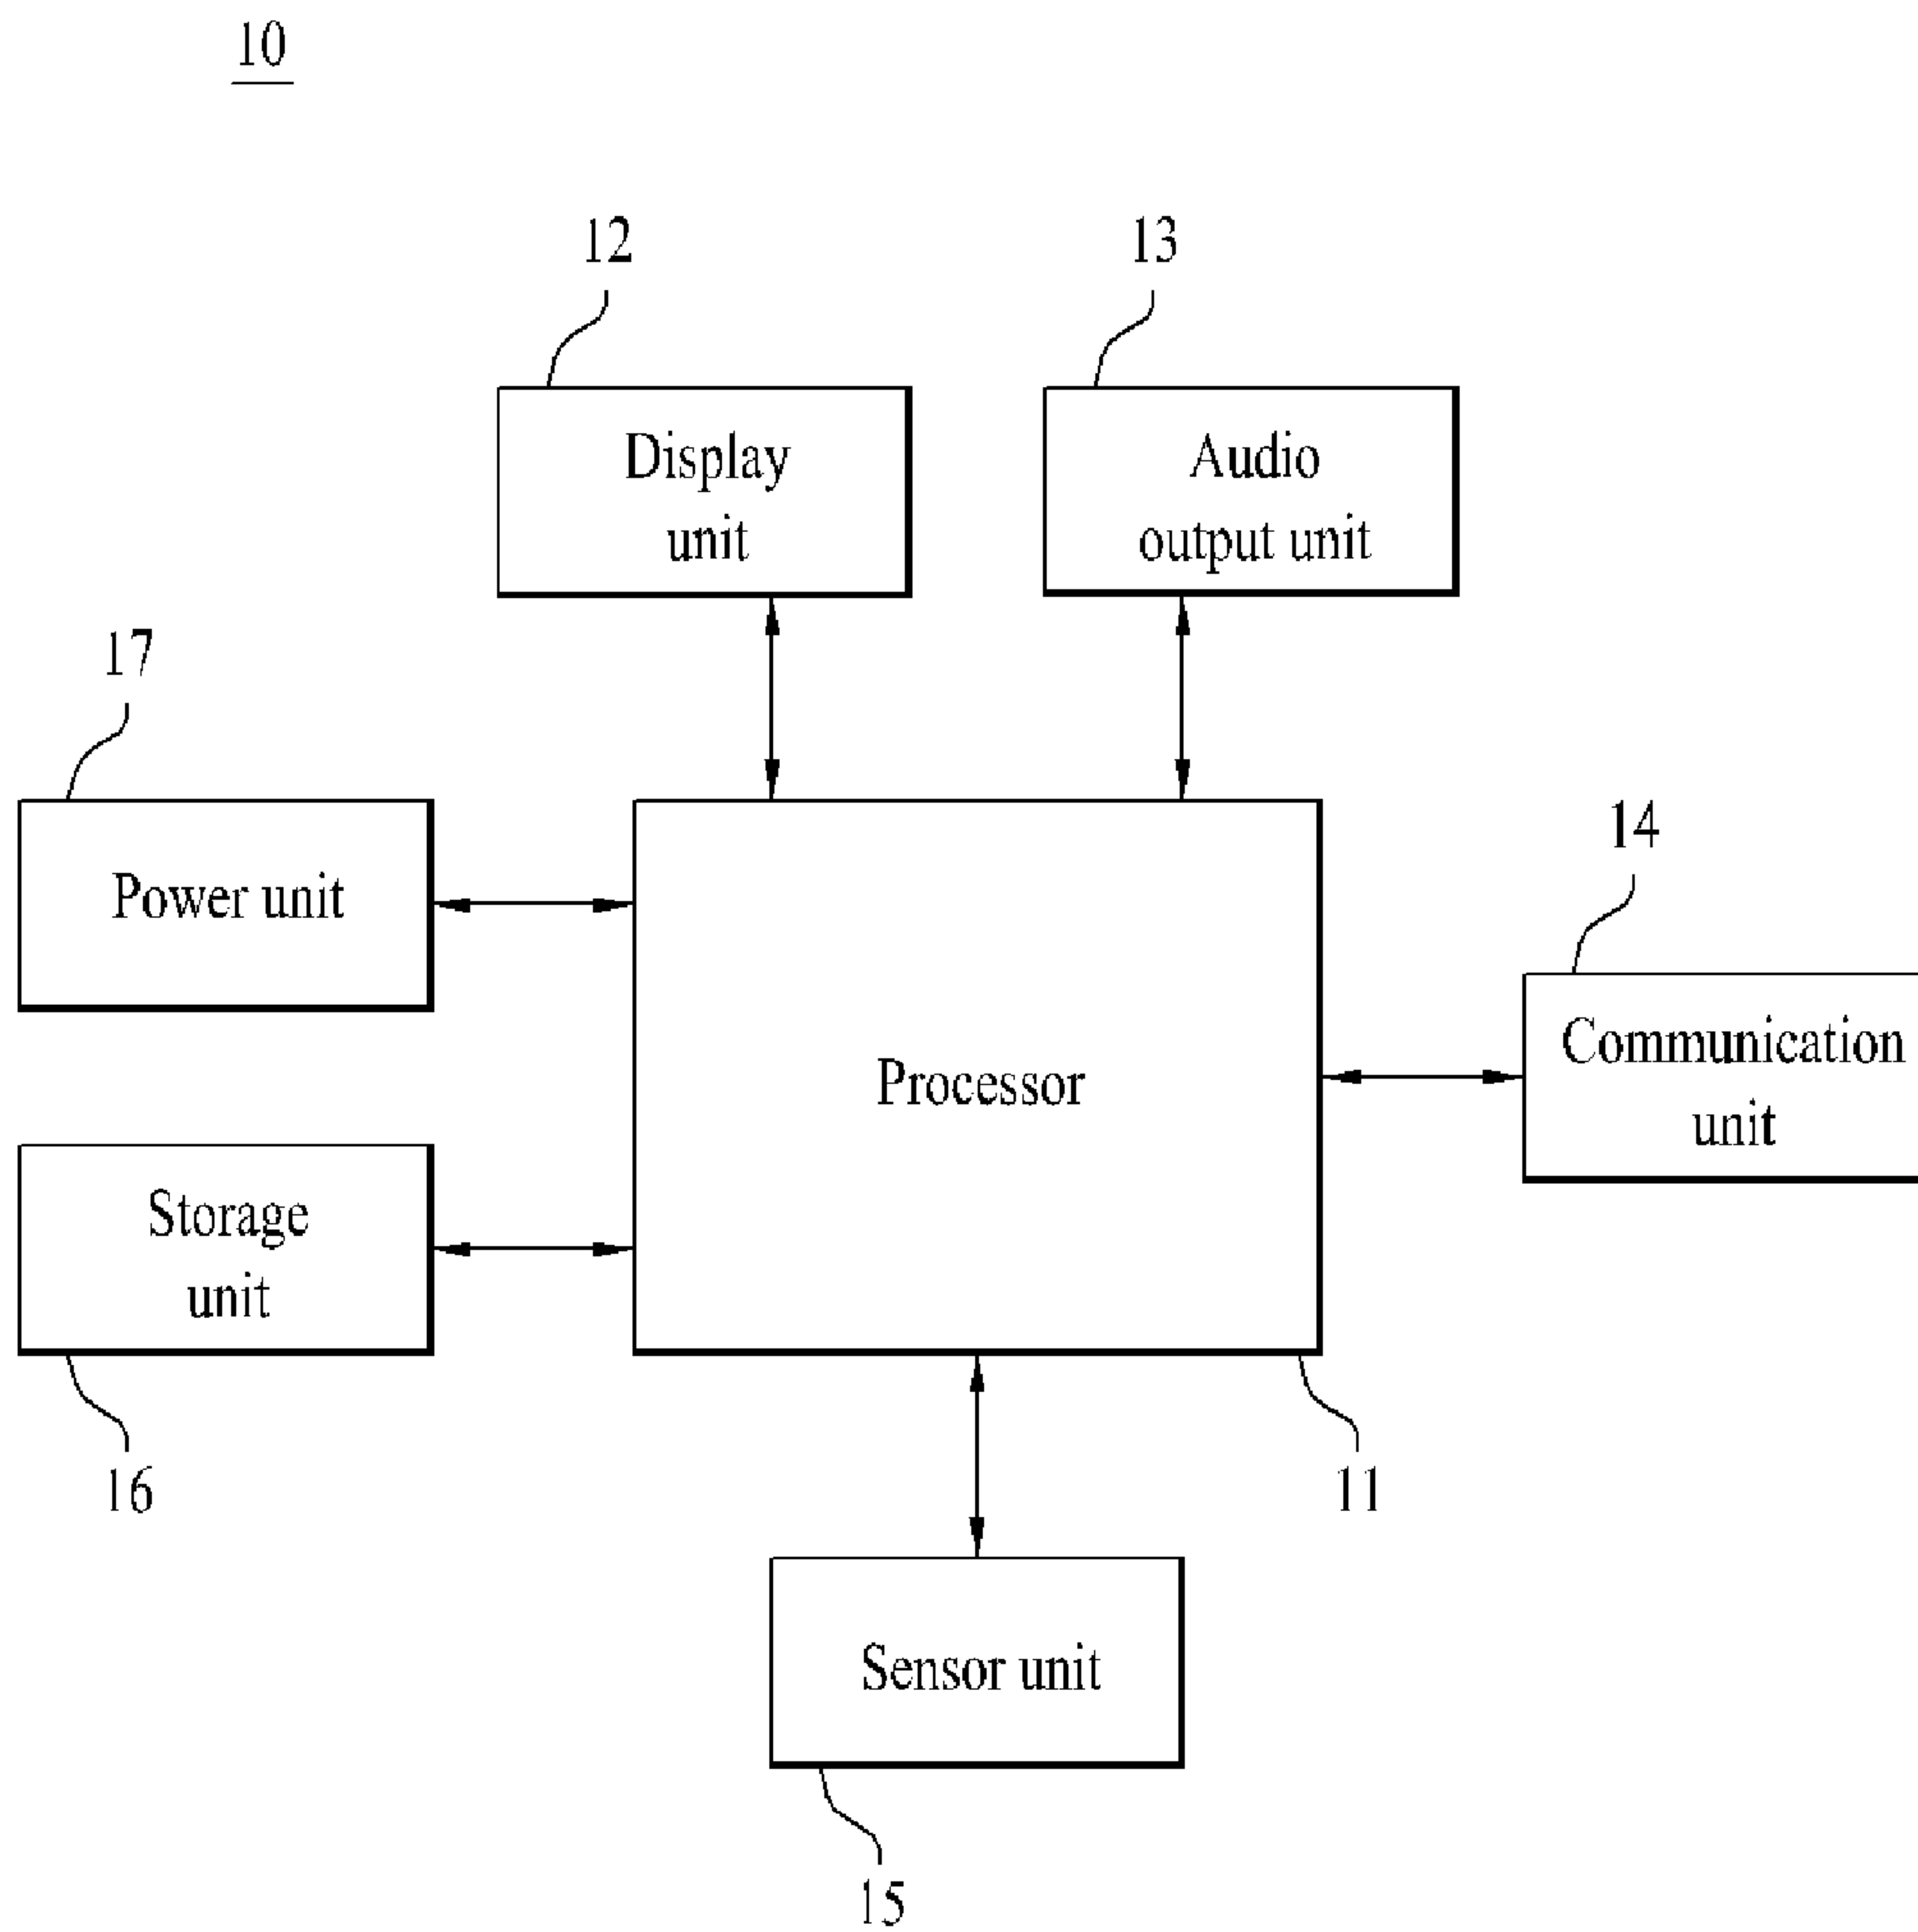 10
12
13
Display
unit
Audio
output unit
17
14
Power unit
Communication
unit
Processor
Storage
unit
16
11
Sensor unit
15